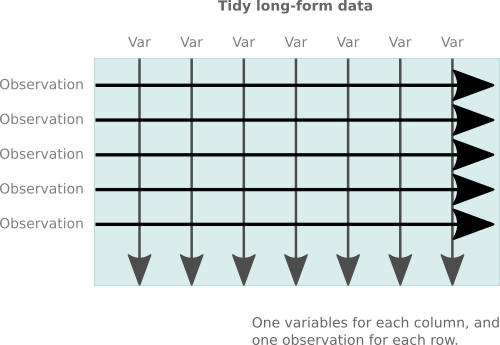 Tidy long-form data
Var Var Var Var Var Var Var
Observation
Observation
Observation
Observation
Observation
One variables for each column, and
one observation for each row.